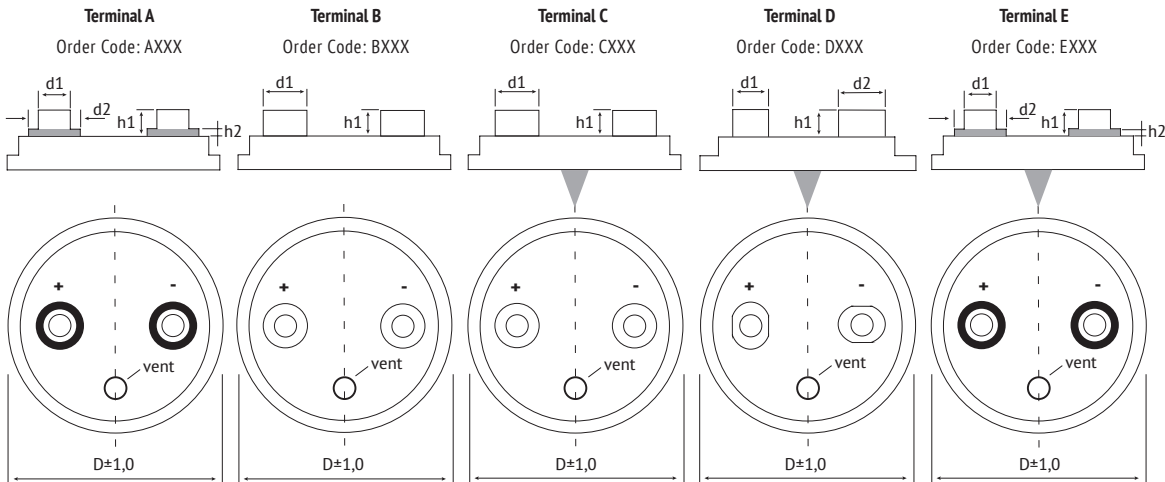 Terminal A Terminal B Terminal C Terminal D Terminal E
Order Code: AXXX Order Code: BXXX Order Code: CXXX Order Code: DXXX Order Code: EXXX
d1 d2 h1 h2 d1 h1 d1 h1 d1 h1 d2 d1 d2 h1 h2
+ - + - + - + - + -
vent vent vent vent vent
D±1,0 D±1,0 D±1,0 D±1,0 D±1,0